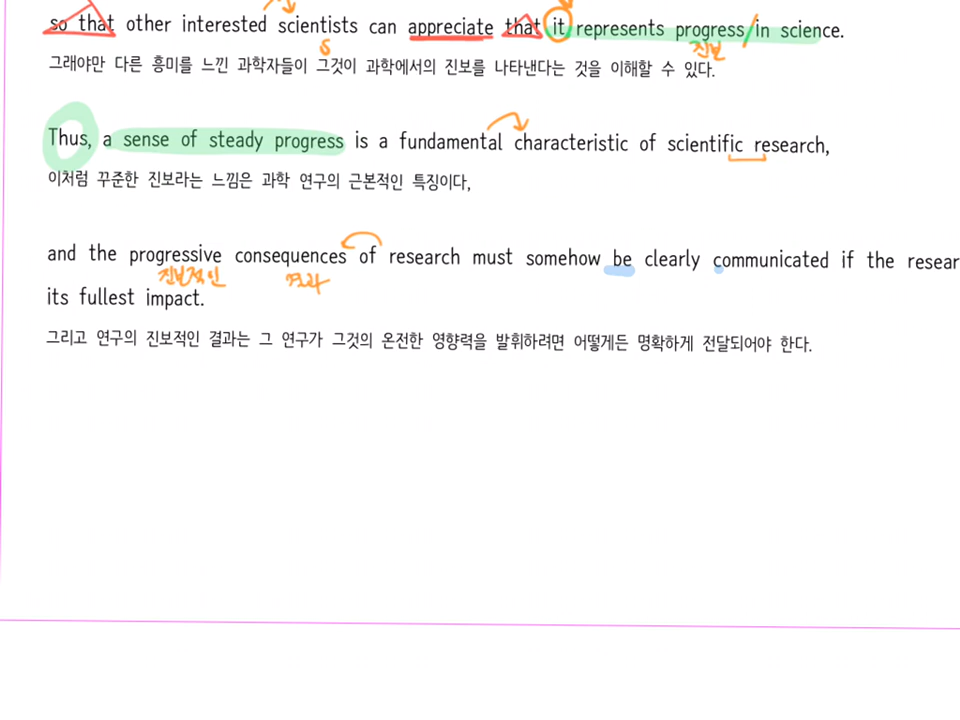 so that other interested scientists can appreciate that it represents progress/in science.
S
진보
그래야만 다른 흥미를 느낀 과학자들이 그것이 과학에서의 진보를 나타낸다는 것을 이해할 수 있다.
Thus, a sense of steady progress is a fundamental characteristic of scientific research,
이처럼 꾸준한 진보라는 느낌은 과학 연구의 근본적인 특징이다,
and the progressive consequences of research must somehow be clearly communicated if the resear
진보적인
its fullest impact.
그리고 연구의 진보적인 결과는 그 연구가 그것의 온전한 영향력을 발휘하려면 어떻게든 명확하게 전달되어야 한다.